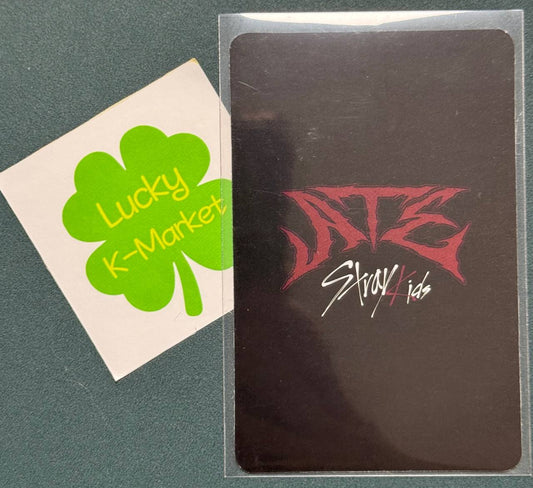 Lucky
K-Market
ATE
Stray Kids